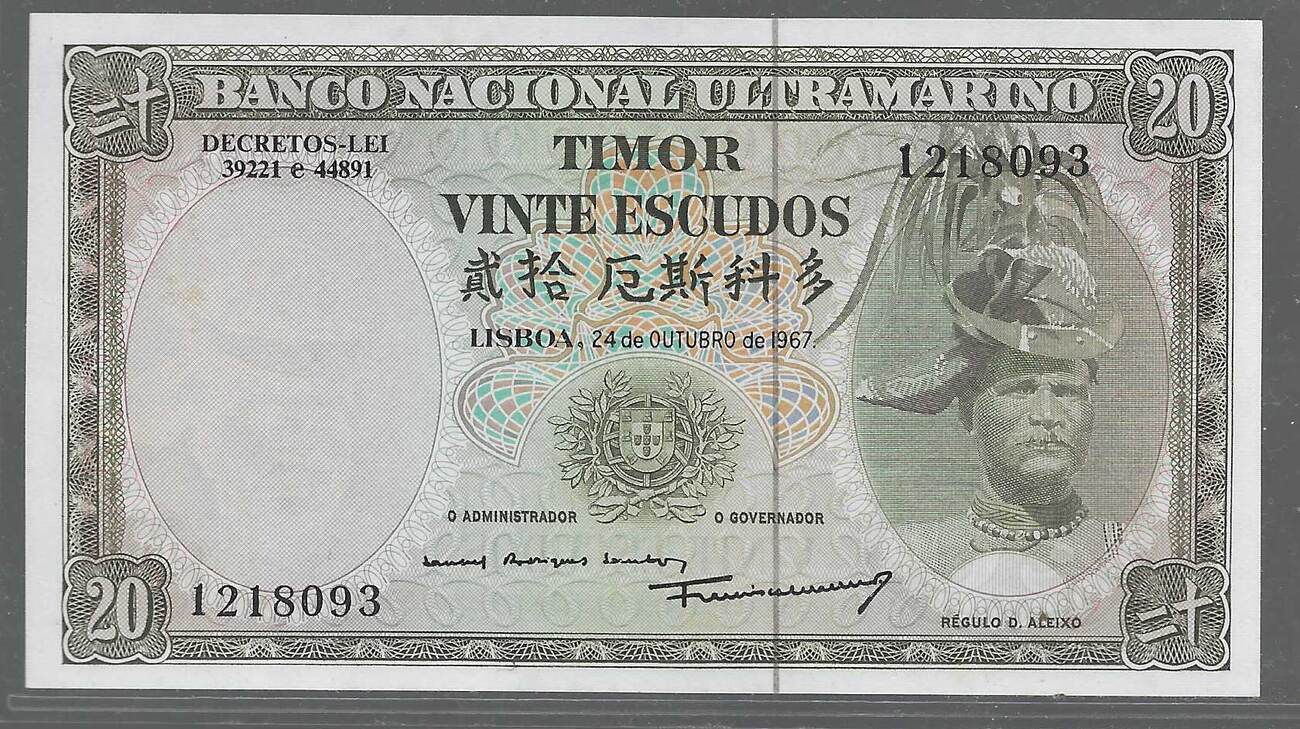 二十
BANCO NACIONAL ULTRAMARINO
20
DECRETOS-LEI
39221 e 44891
TIMOR
1218093
VINTE ESCUDOS
貳拾 厄斯科多
LISBOA, 24 de OUTUBRO de 1967.
O ADMINISTRADOR
O GOVERNADOR
20
1218093
RÉGULO D. ALEIXO
二十